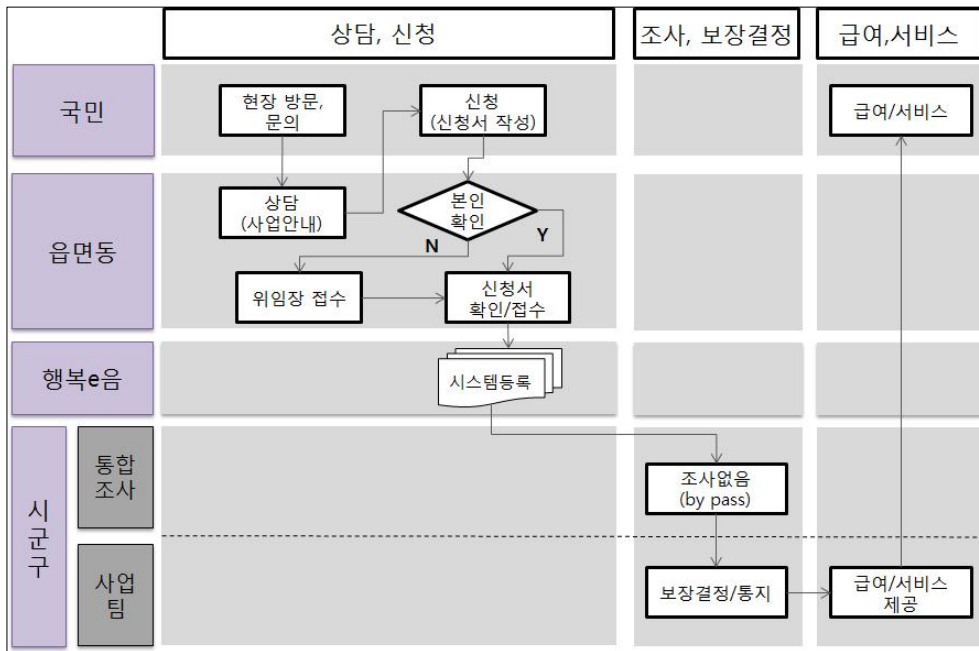 상담, 신청
조사, 보장결정
급여,서비스
국민
현장 방문,
문의
신청
(신청서 작성)
급여/서비스
읍면동
상담
(사업안내)
본인
확인
N
Y
위임장 접수
신청서
확인/접수
행복e음
시스템등록
시
군
구
통합
조사
조사없음
(by pass)
사업
팀
보장결정/통지
급여/서비스
제공